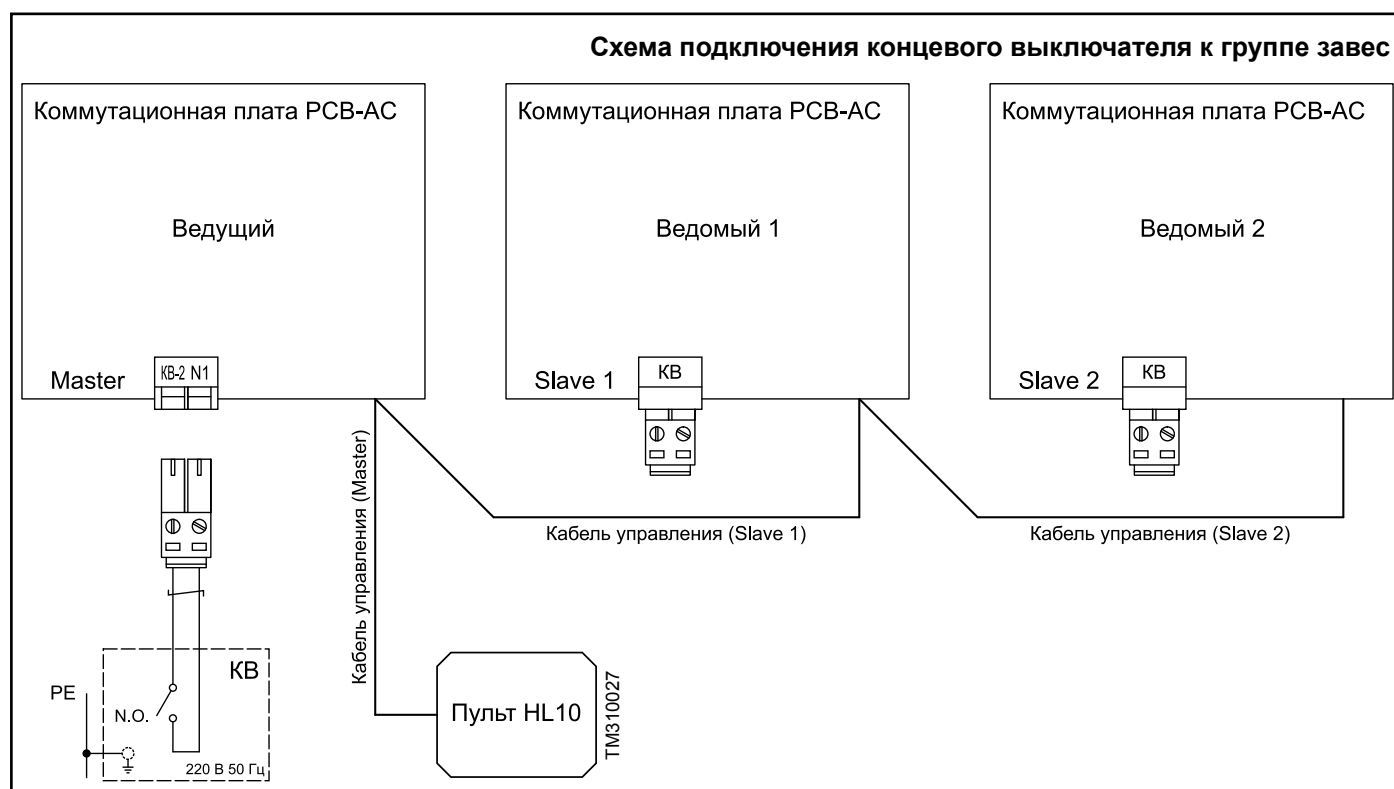 Схема подключения концевого выключателя к группе завес
Коммутационная плата PCB-AC
Ведущий
Master
КВ-2 N1
Коммутационная плата PCB-AC
Ведомый 1
Slave 1
КВ
Коммутационная плата PCB-AC
Ведомый 2
Slave 2
КВ
Кабель управления (Master)
Кабель управления (Slave 1)
Кабель управления (Slave 2)
КВ
PE
N.O.
220 В 50 Гц
Пульт HL10
TM310027